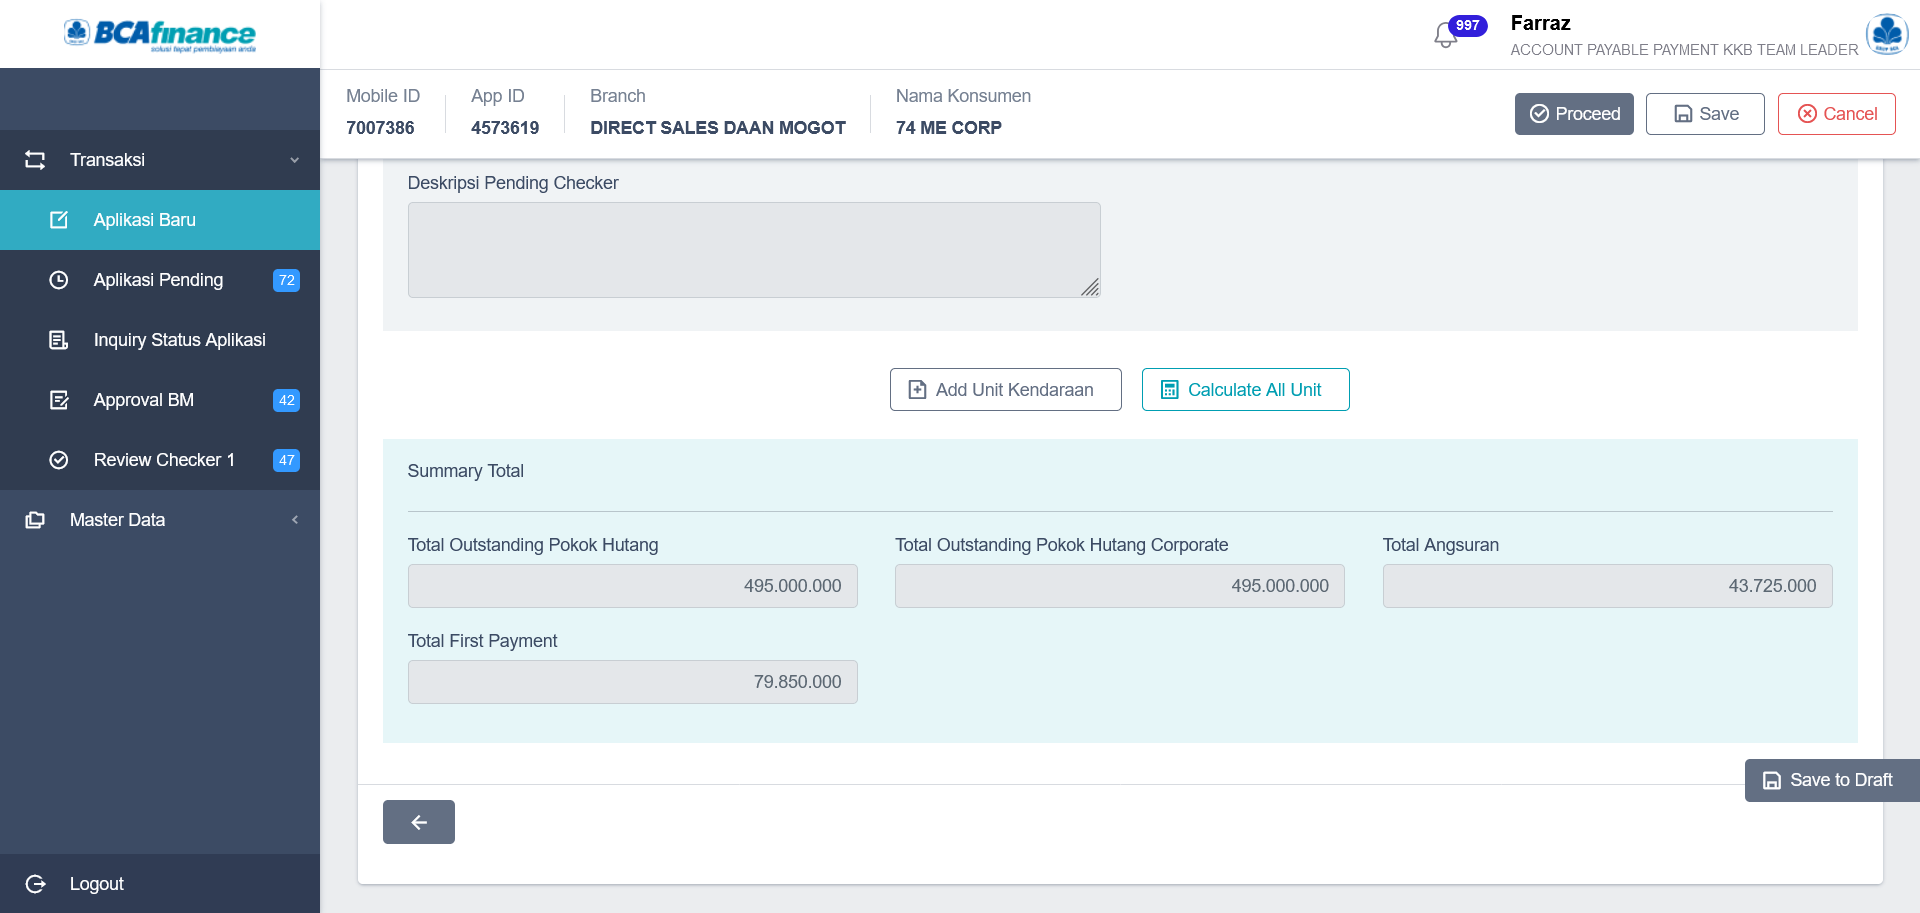 BCAfinance
solusi tepat pembiayaan anda
997
Farraz
ACCOUNT PAYABLE PAYMENT KKB TEAM LEADER
Mobile ID
7007386
App ID
4573619
Branch
DIRECT SALES DAAN MOGOT
Nama Konsumen
74 ME CORP
Proceed
Save
Cancel
Transaksi
Aplikasi Baru
Aplikasi Pending
72
Inquiry Status Aplikasi
Approval BM
42
Review Checker 1
47
Master Data
Logout
Deskripsi Pending Checker
Add Unit Kendaraan
Calculate All Unit
Summary Total
Total Outstanding Pokok Hutang
495.000.000
Total Outstanding Pokok Hutang Corporate
495.000.000
Total Angsuran
43.725.000
Total First Payment
79.850.000
Save to Draft